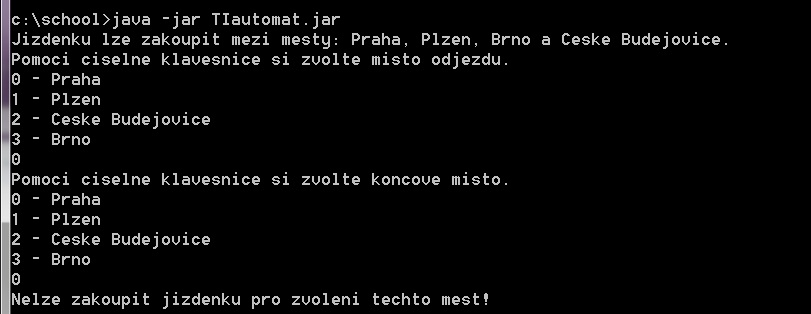 c:\school>java -jar TIautomat.jar
Jizdenku lze zakoupit mezi mesty: Praha, Plzen, Brno a Ceske Budejovice.
Pomoci ciselne klavesnice si zvolte misto odjezdu.
0 - Praha
1 - Plzen
2 - Ceske Budejovice
3 - Brno
0
Pomoci ciselne klavesnice si zvolte koncove misto.
0 - Praha
1 - Plzen
2 - Ceske Budejovice
3 - Brno
0
Nelze zakoupit jizdenku pro zvoleni techto mest!